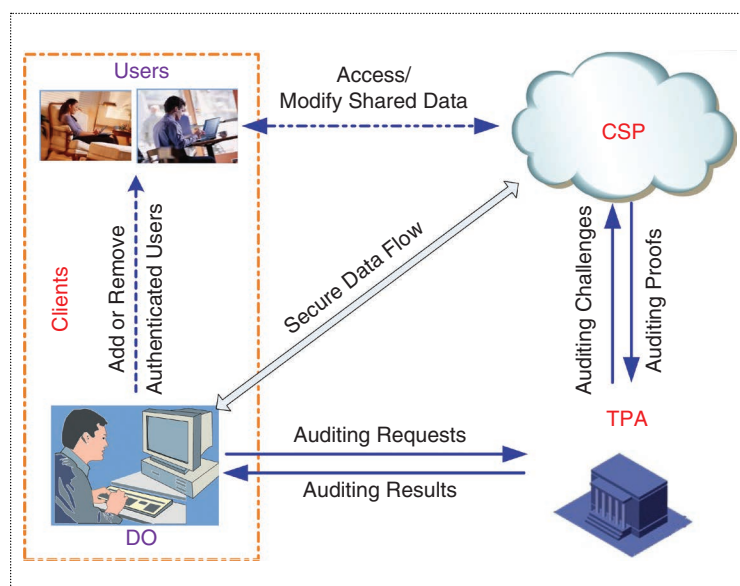 Users
Access/
Modify Shared Data
CSP
Clients
Add or Remove
Authenticated Users
Secure Data Flow
Auditing Challenges
Auditing Proofs
TPA
Auditing Requests
Auditing Results
DO